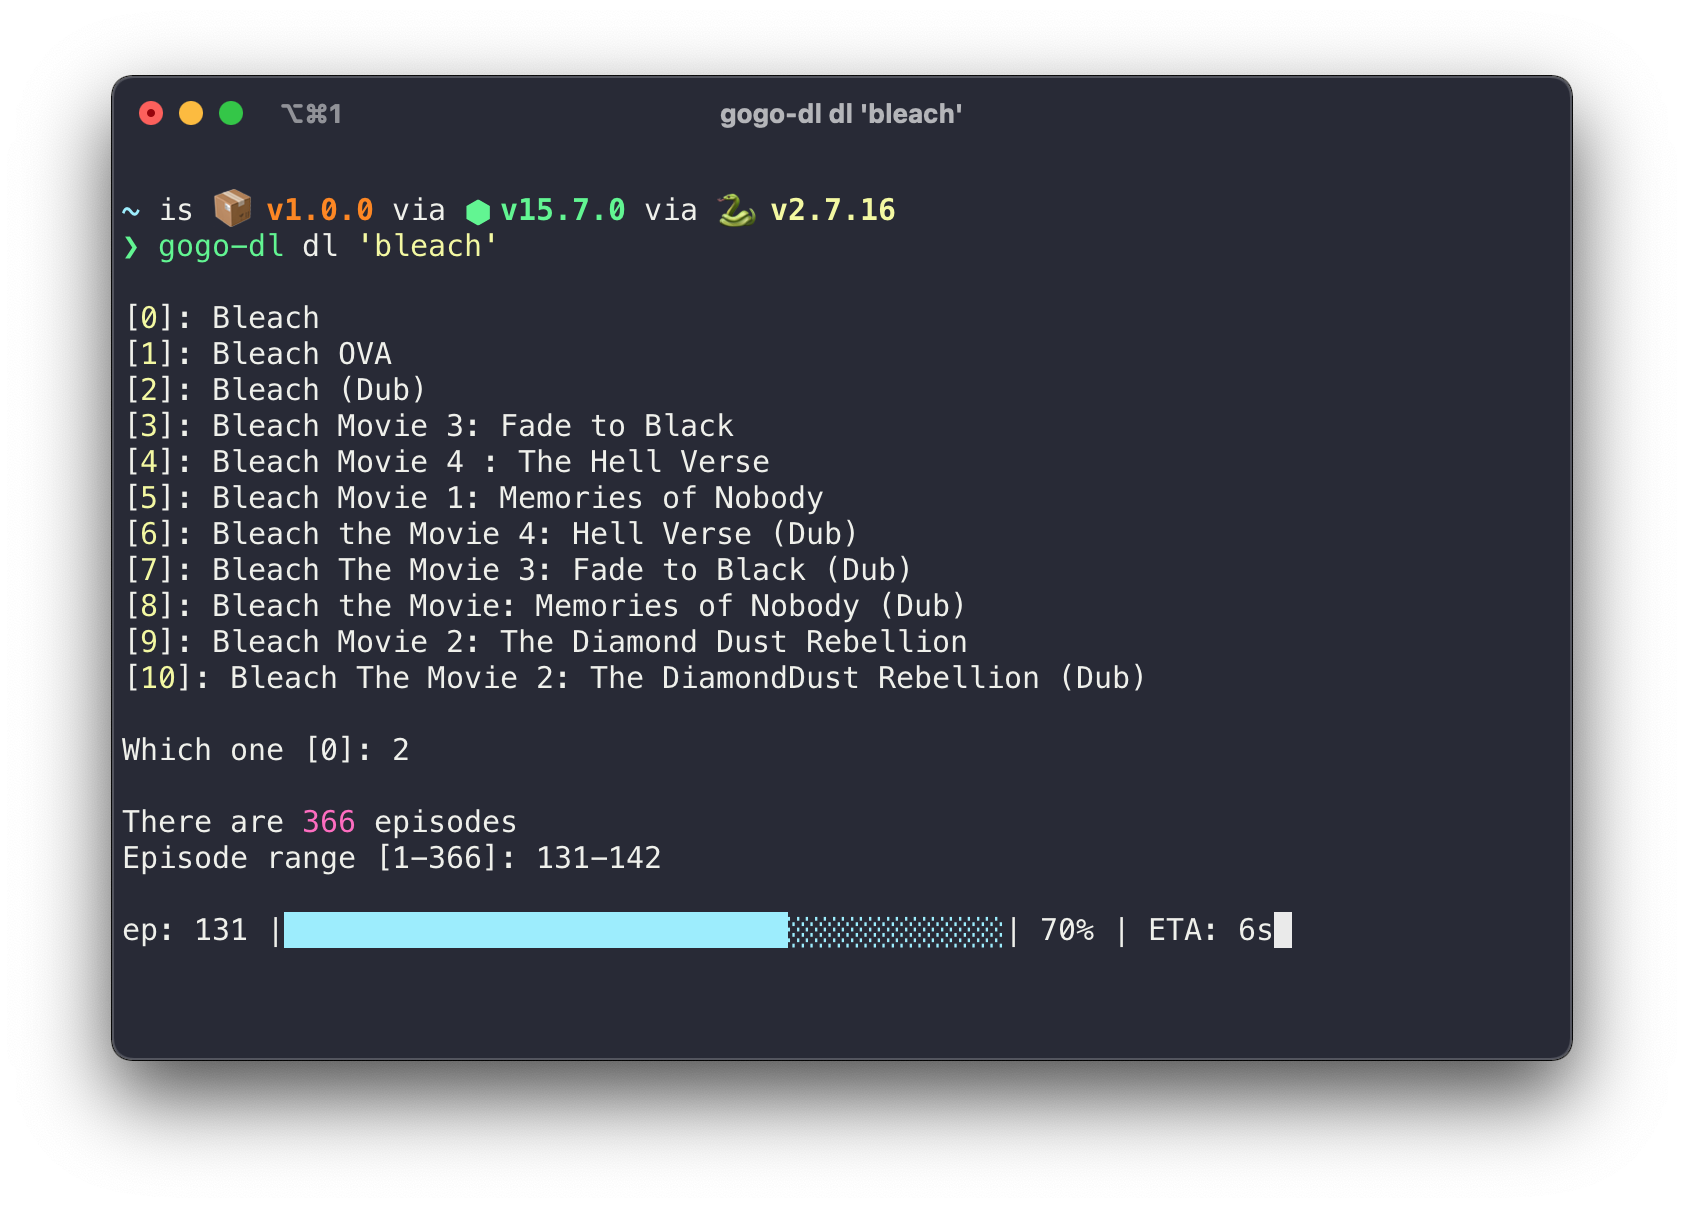 ⌥⌘1 gogo-dl dl 'bleach'
~ is 📦 v1.0.0 via ⬢ v15.7.0 via 🐍 v2.7.16
❯ gogo-dl dl 'bleach'
[0]: Bleach
[1]: Bleach OVA
[2]: Bleach (Dub)
[3]: Bleach Movie 3: Fade to Black
[4]: Bleach Movie 4 : The Hell Verse
[5]: Bleach Movie 1: Memories of Nobody
[6]: Bleach the Movie 4: Hell Verse (Dub)
[7]: Bleach The Movie 3: Fade to Black (Dub)
[8]: Bleach the Movie: Memories of Nobody (Dub)
[9]: Bleach Movie 2: The Diamond Dust Rebellion
[10]: Bleach The Movie 2: The DiamondDust Rebellion (Dub)
Which one [0]: 2
There are 366 episodes
Episode range [1-366]: 131-142
ep: 131 | | 70% | ETA: 6s